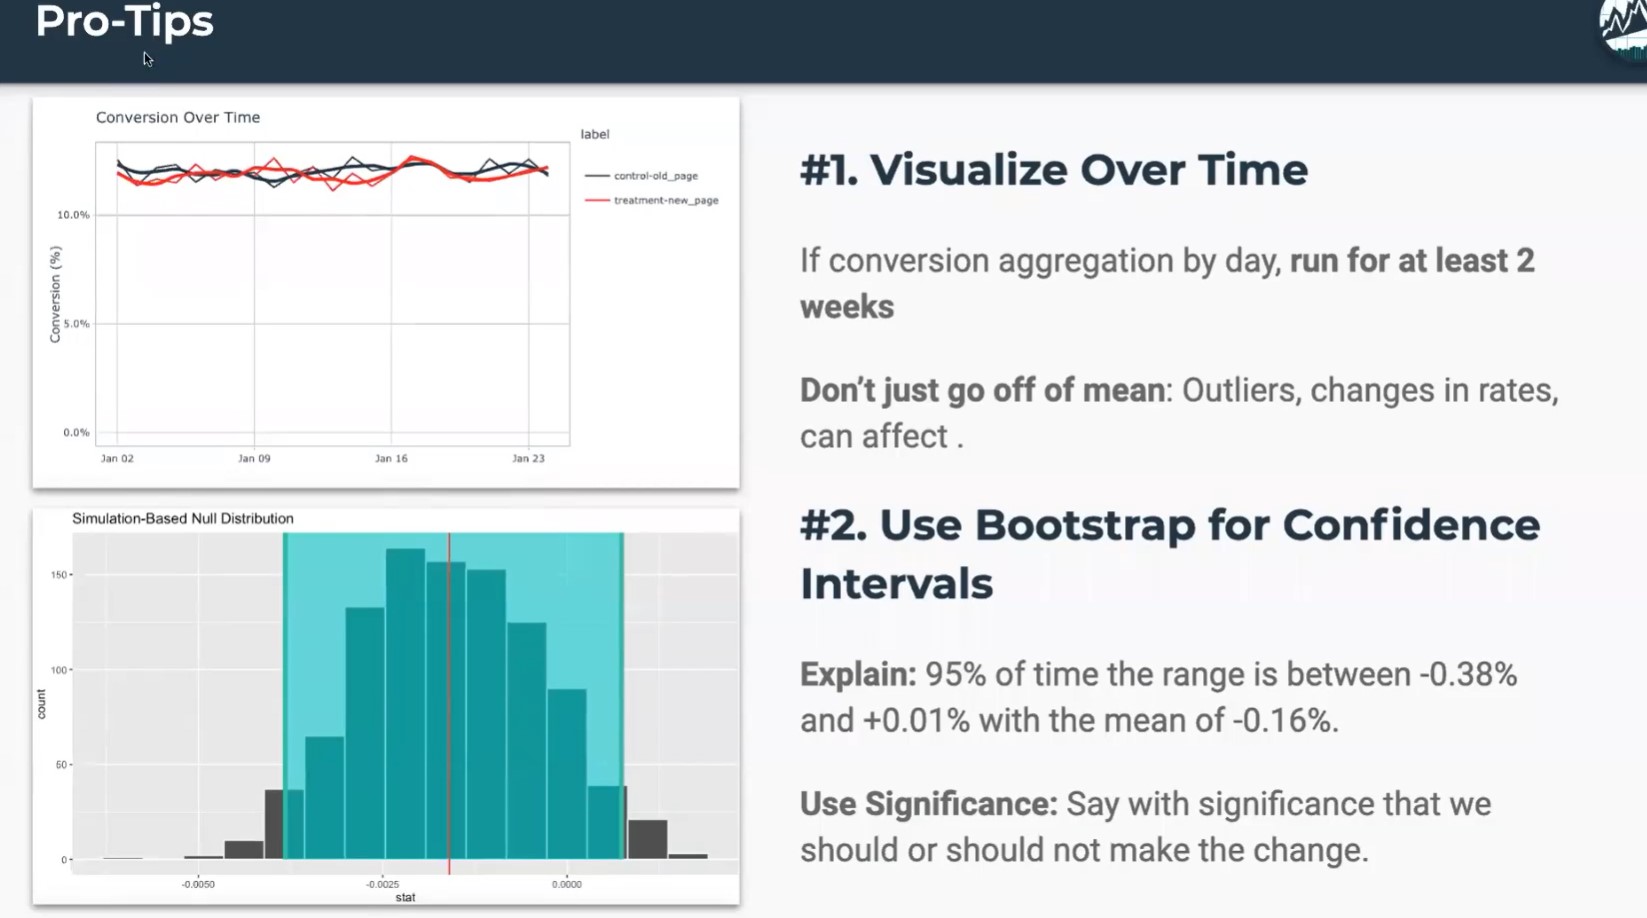 Pro-Tips
Conversion Over Time
label
control-old_page
treatment-new_page
Conversion (%)
10.0%
5.0%
0.0%
Jan 02
Jan 09
Jan 16
Jan 23
#1. Visualize Over Time
If conversion aggregation by day, run for at least 2
weeks
Don't just go off of mean: Outliers, changes in rates,
can affect .
Simulation-Based Null Distribution
count
150
100
50
0
-0.0050
-0.0025
0.0000
stat
#2. Use Bootstrap for Confidence
Intervals
Explain: 95% of time the range is between -0.38%
and +0.01% with the mean of -0.16%.
Use Significance: Say with significance that we
should or should not make the change.